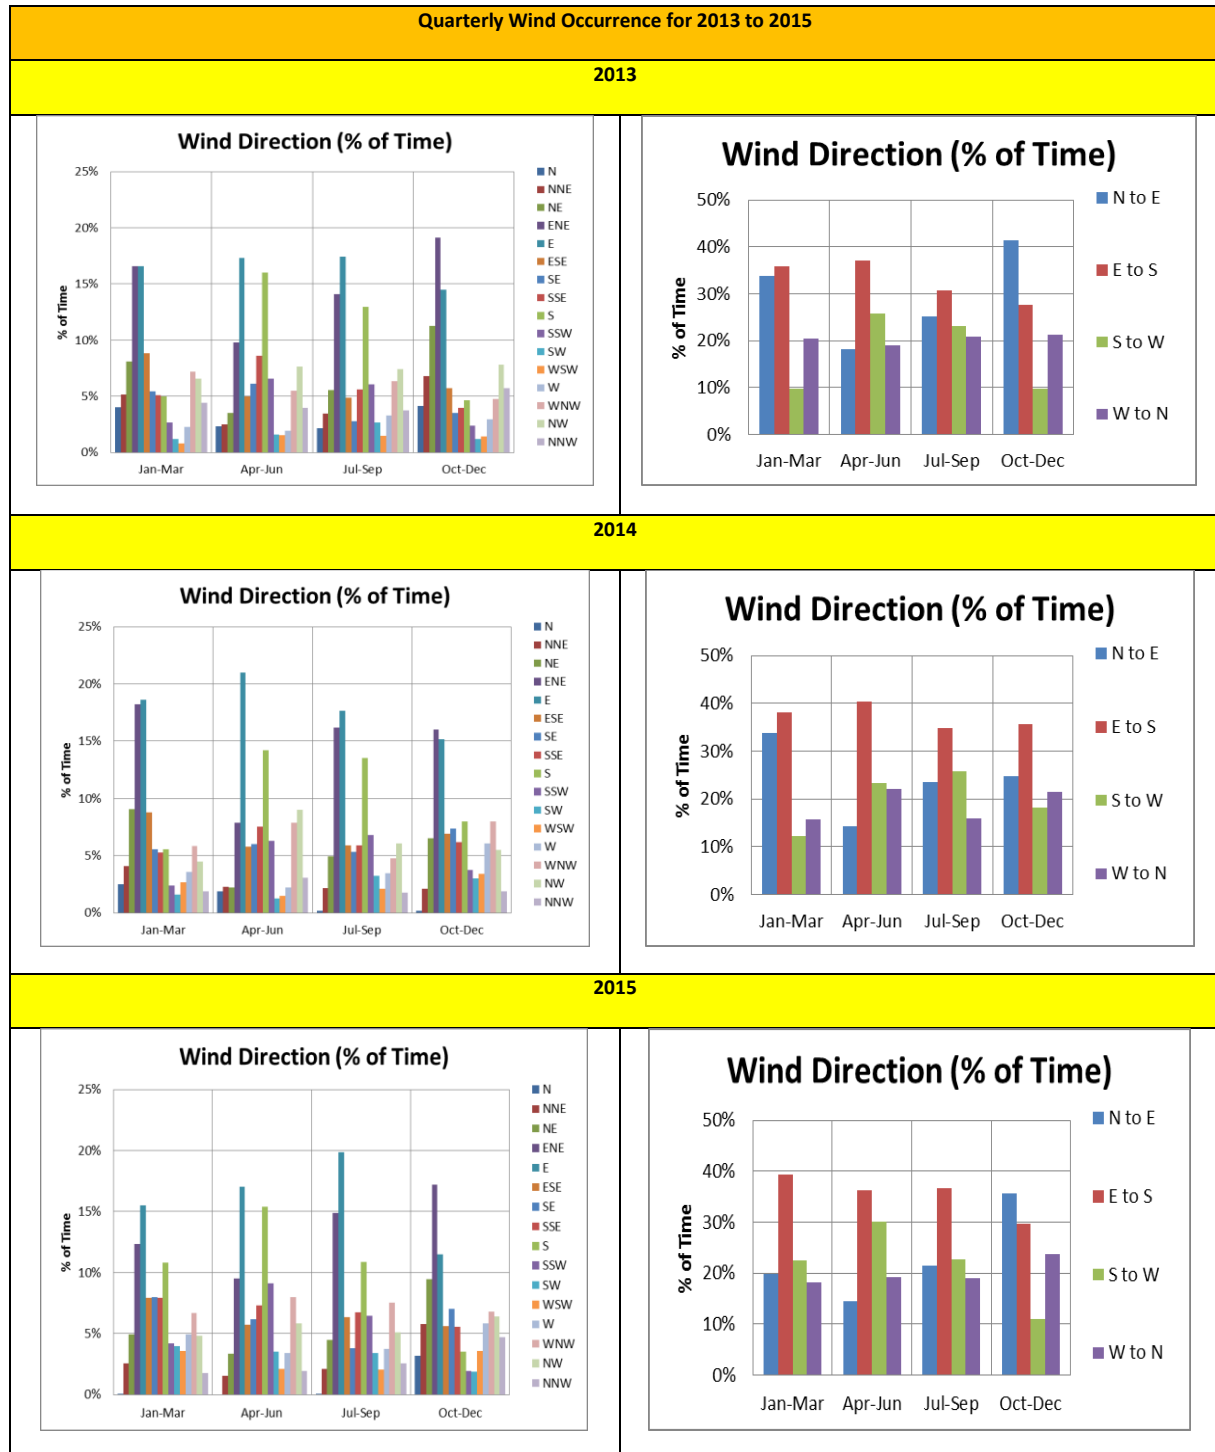 Quarterly Wind Occurrence for 2013 to 2015
2013
Wind Direction (% of Time)
25%
20%
15%
10%
5%
0%
% of Time
Jan-Mar
Apr-Jun
Jul-Sep
Oct-Dec
N
NNE
NE
ENE
E
ESE
SE
SSE
S
SSW
SW
WSW
W
WNW
NW
NNW
Wind Direction (% of Time)
50%
40%
30%
20%
10%
0%
% of Time
Jan-Mar
Apr-Jun
Jul-Sep
Oct-Dec
N to E
E to S
S to W
W to N
2014
Wind Direction (% of Time)
25%
20%
15%
10%
5%
0%
% of Time
Jan-Mar
Apr-Jun
Jul-Sep
Oct-Dec
N
NNE
NE
ENE
E
ESE
SE
SSE
S
SSW
SW
WSW
W
WNW
NW
NNW
Wind Direction (% of Time)
50%
40%
30%
20%
10%
0%
% of Time
Jan-Mar
Apr-Jun
Jul-Sep
Oct-Dec
N to E
E to S
S to W
W to N
2015
Wind Direction (% of Time)
25%
20%
15%
10%
5%
0%
% of Time
Jan-Mar
Apr-Jun
Jul-Sep
Oct-Dec
N
NNE
NE
ENE
E
ESE
SE
SSE
S
SSW
SW
WSW
W
WNW
NW
NNW
Wind Direction (% of Time)
50%
40%
30%
20%
10%
0%
% of Time
Jan-Mar
Apr-Jun
Jul-Sep
Oct-Dec
N to E
E to S
S to W
W to N